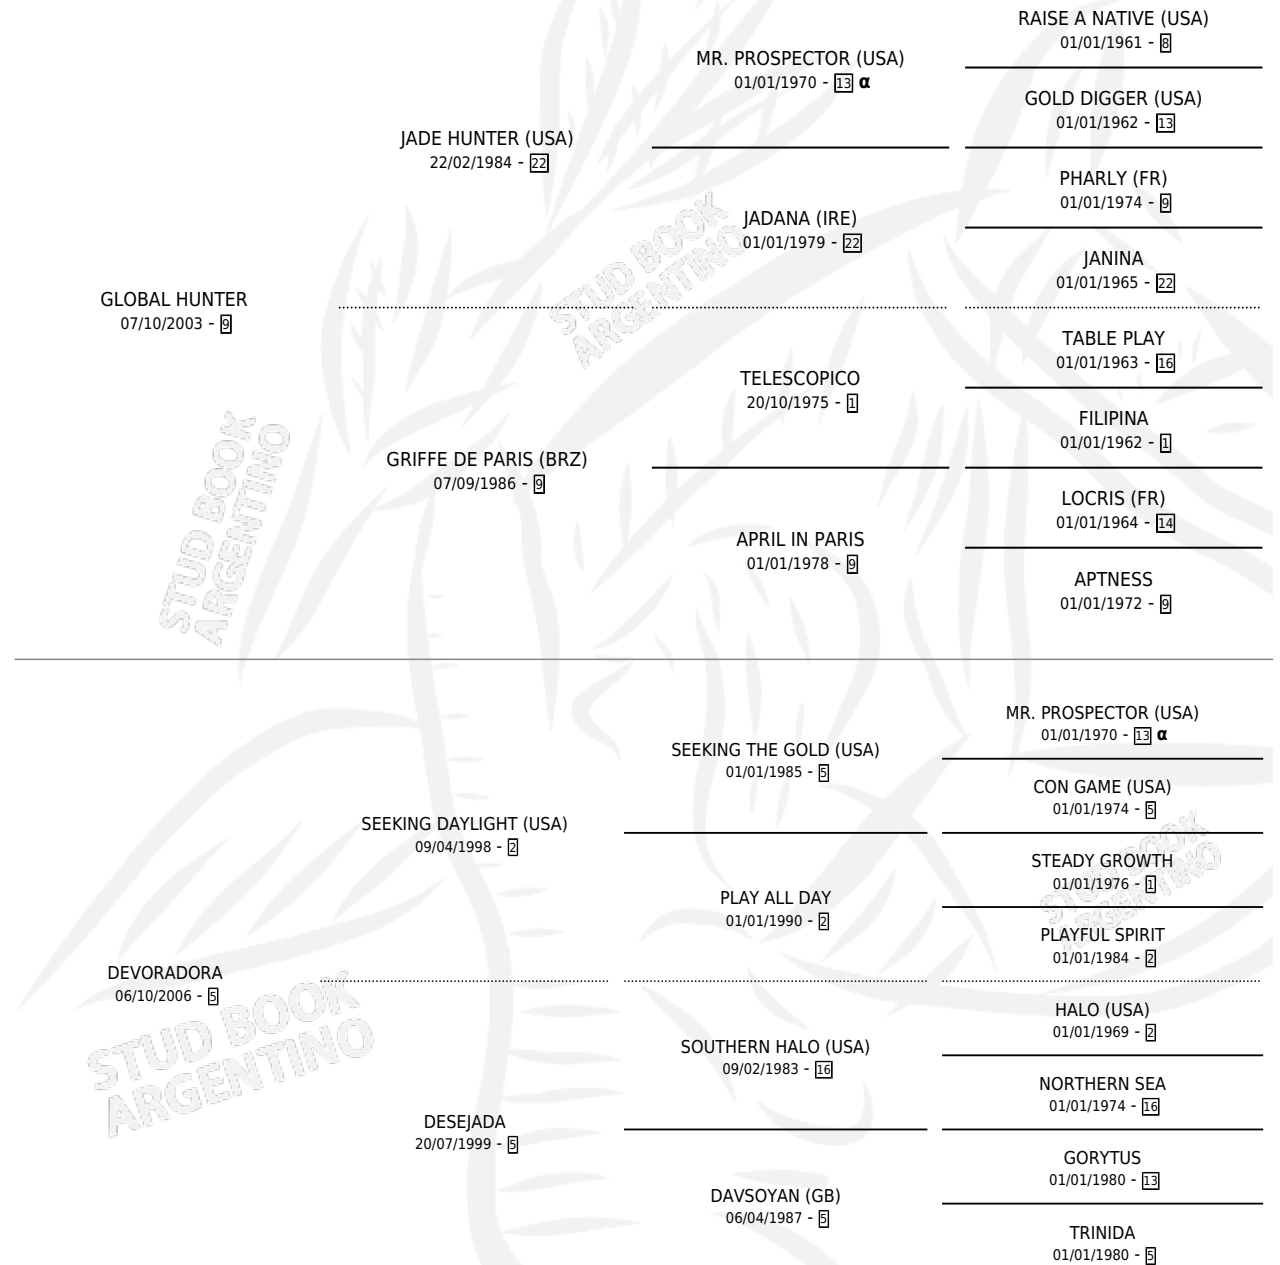 RAISE A NATIVE (USA)
01/01/1961 - 8
MR. PROSPECTOR (USA)
01/01/1970 - 13 α
GOLD DIGGER (USA)
01/01/1962 - 13
JADE HUNTER (USA)
22/02/1984 - 22
PHARLY (FR)
01/01/1974 - 9
JADANA (IRE)
01/01/1979 - 22
JANINA
01/01/1965 - 22
GLOBAL HUNTER
07/10/2003 - 9
TABLE PLAY
01/01/1963 - 16
TELESCOPICO
20/10/1975 - 1
FILIPINA
01/01/1962 - 1
GRIFFE DE PARIS (BRZ)
07/09/1986 - 9
LOCRIS (FR)
01/01/1964 - 14
APRIL IN PARIS
01/01/1978 - 9
APTNESS
01/01/1972 - 9
MR. PROSPECTOR (USA)
01/01/1970 - 13 α
SEEKING THE GOLD (USA)
01/01/1985 - 5
CON GAME (USA)
01/01/1974 - 5
SEEKING DAYLIGHT (USA)
09/04/1998 - 2
STEADY GROWTH
01/01/1976 - 1
PLAY ALL DAY
01/01/1990 - 2
PLAYFUL SPIRIT
01/01/1984 - 2
DEVORADORA
06/10/2006 - 5
HALO (USA)
01/01/1969 - 2
SOUTHERN HALO (USA)
09/02/1983 - 16
NORTHERN SEA
01/01/1974 - 16
DESEJADA
20/07/1999 - 5
GORYTUS
01/01/1980 - 13
DAVSOYAN (GB)
06/04/1987 - 5
TRINIDA
01/01/1980 - 5
STUD BOOK
ARGENTINO
STUD BOOK
ARGENTINO
STUD BOOK
ARGENTINO
STUD BOOK
ARGENTINO